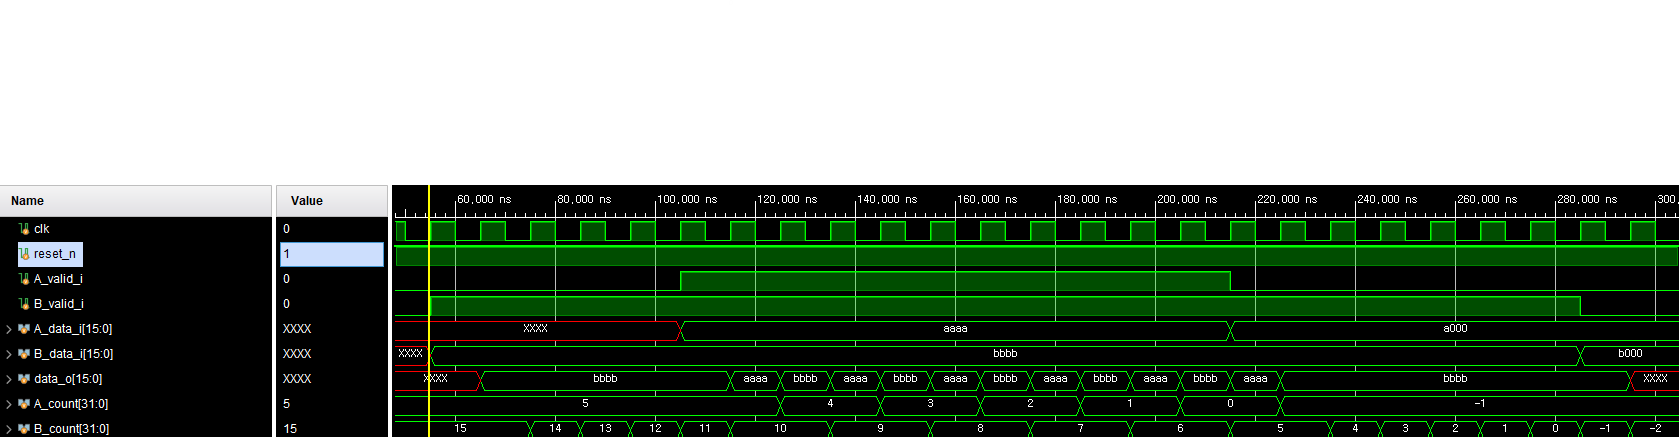 Name Value 60,000 ns 80,000 ns 100,000 ns 120,000 ns 140,000 ns 160,000 ns 180,000 ns 200,000 ns 220,000 ns 240,000 ns 260,000 ns 280,000 ns 300,
clk 0
reset_n 1
A_valid_i 0
B_valid_i 0
A_data_i[15:0] XXXX XXXX aaaa a000
B_data_i[15:0] XXXX XXXX bbbb b000
data_o[15:0] XXXX XXXX bbbb aaaa bbbb aaaa bbbb aaaa bbbb aaaa bbbb aaaa bbbb aaaa bbbb XXXX
A_count[31:0] 5 5 4 3 2 1 0 -1
B_count[31:0] 15 15 14 13 12 11 10 9 8 7 6 5 4 3 2 1 0 -1 -2